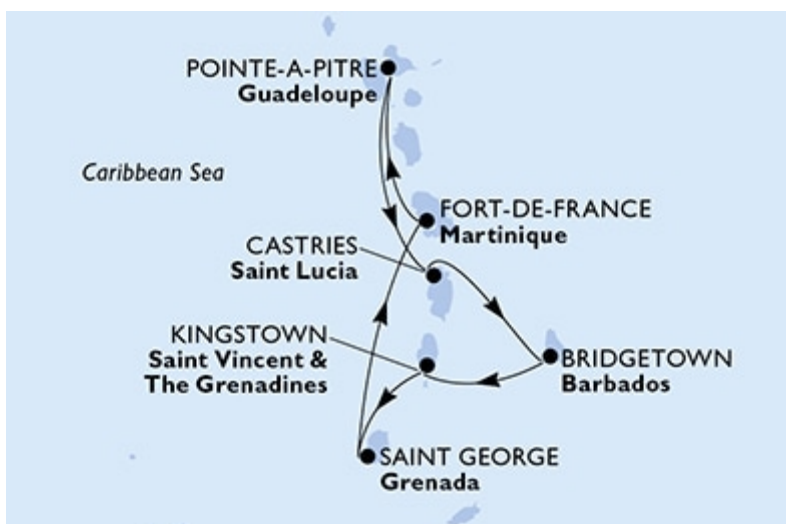 POINTE-A-PITRE
Guadeloupe
Caribbean Sea
FORT-DE-FRANCE
Martinique
CASTRIES
Saint Lucia
KINGSTOWN
Saint Vincent &
The Grenadines
BRIDGETOWN
Barbados
SAINT GEORGE
Grenada